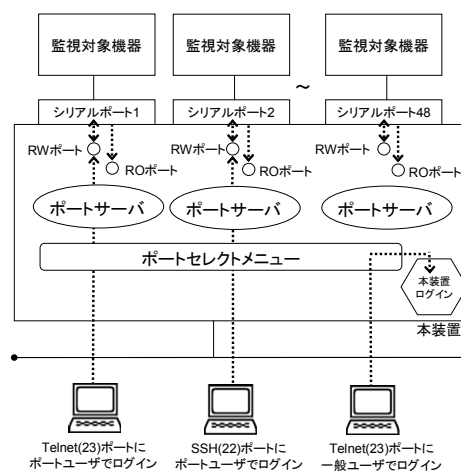 監視対象機器
監視対象機器
監視対象機器
～
シリアルポート1
シリアルポート2
シリアルポート48
RWポート
ROポート
RWポート
ROポート
RWポート
ROポート
ポートサーバ
ポートサーバ
ポートサーバ
ポートセレクトメニュー
本装置
ログイン
本装置
Telnet(23)ポートに
ポートユーザでログイン
SSH(22)ポートに
ポートユーザでログイン
Telnet(23)ポートに
一般ユーザでログイン